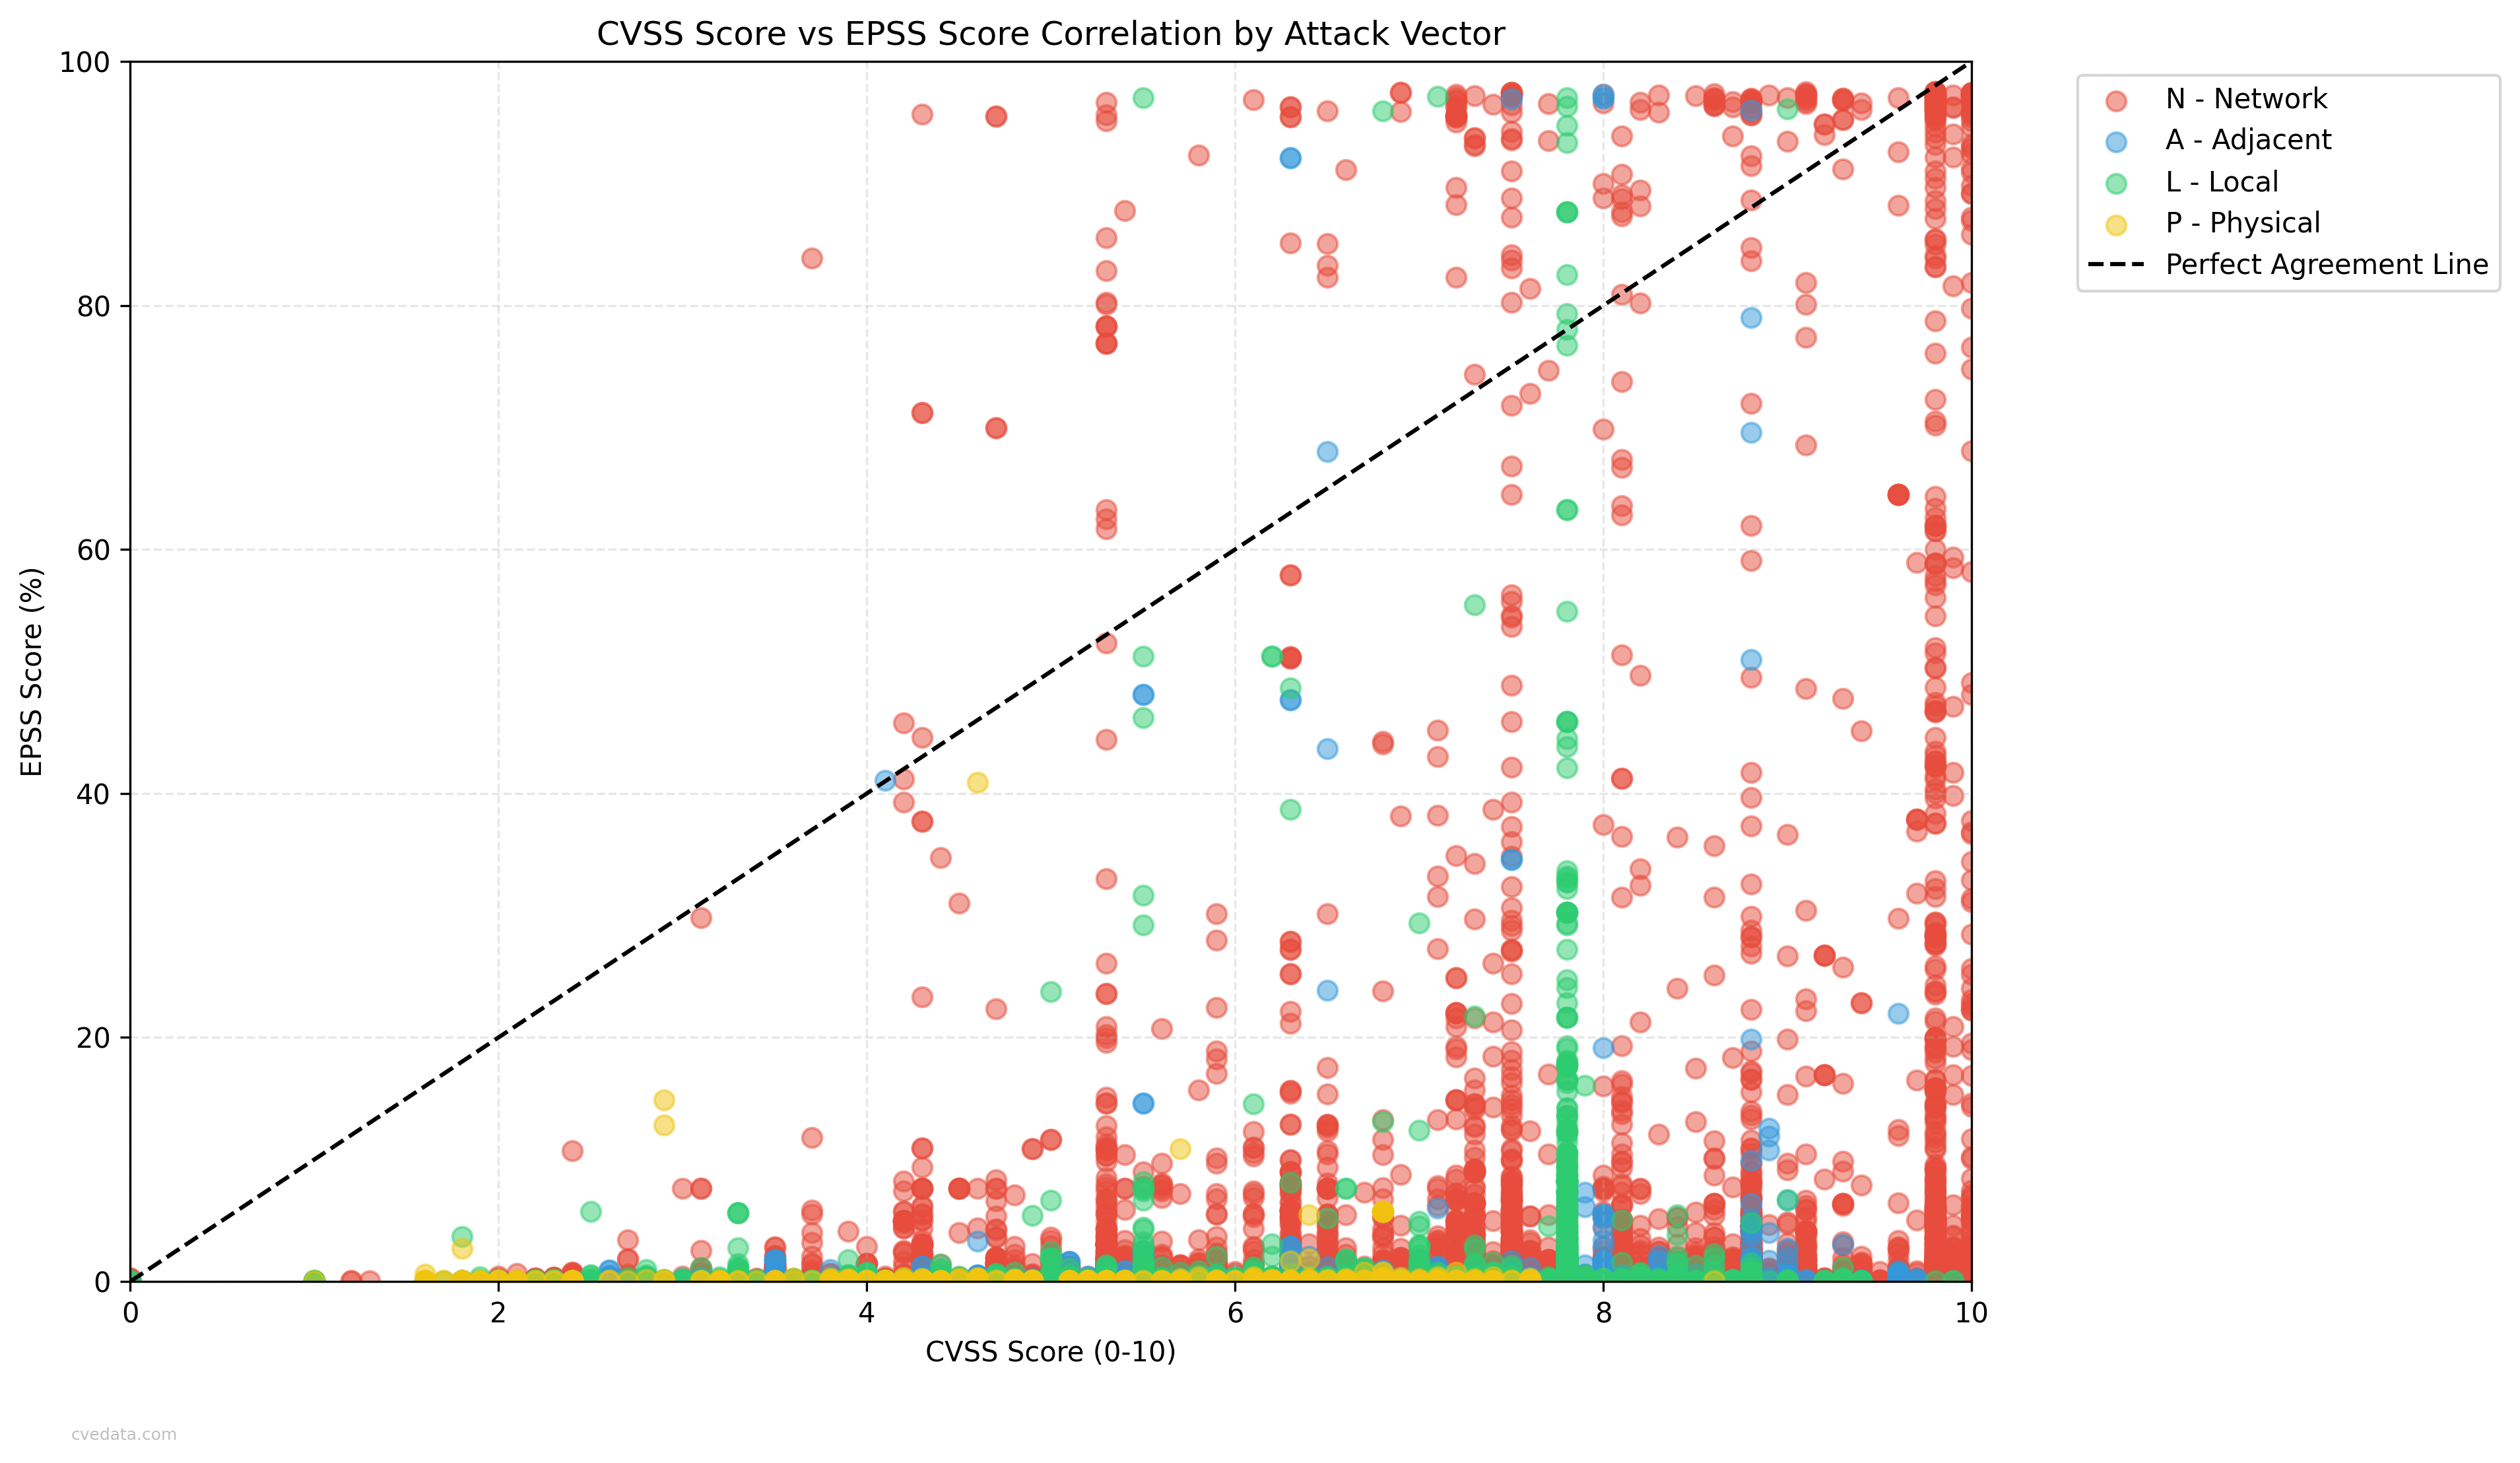 CVSS Score vs EPSS Score Correlation by Attack Vector
100
80
60
40
20
0
EPSS Score (%)
0 2 4 6 8 10
CVSS Score (0-10)
N - Network
A - Adjacent
L - Local
P - Physical
Perfect Agreement Line
cvedata.com